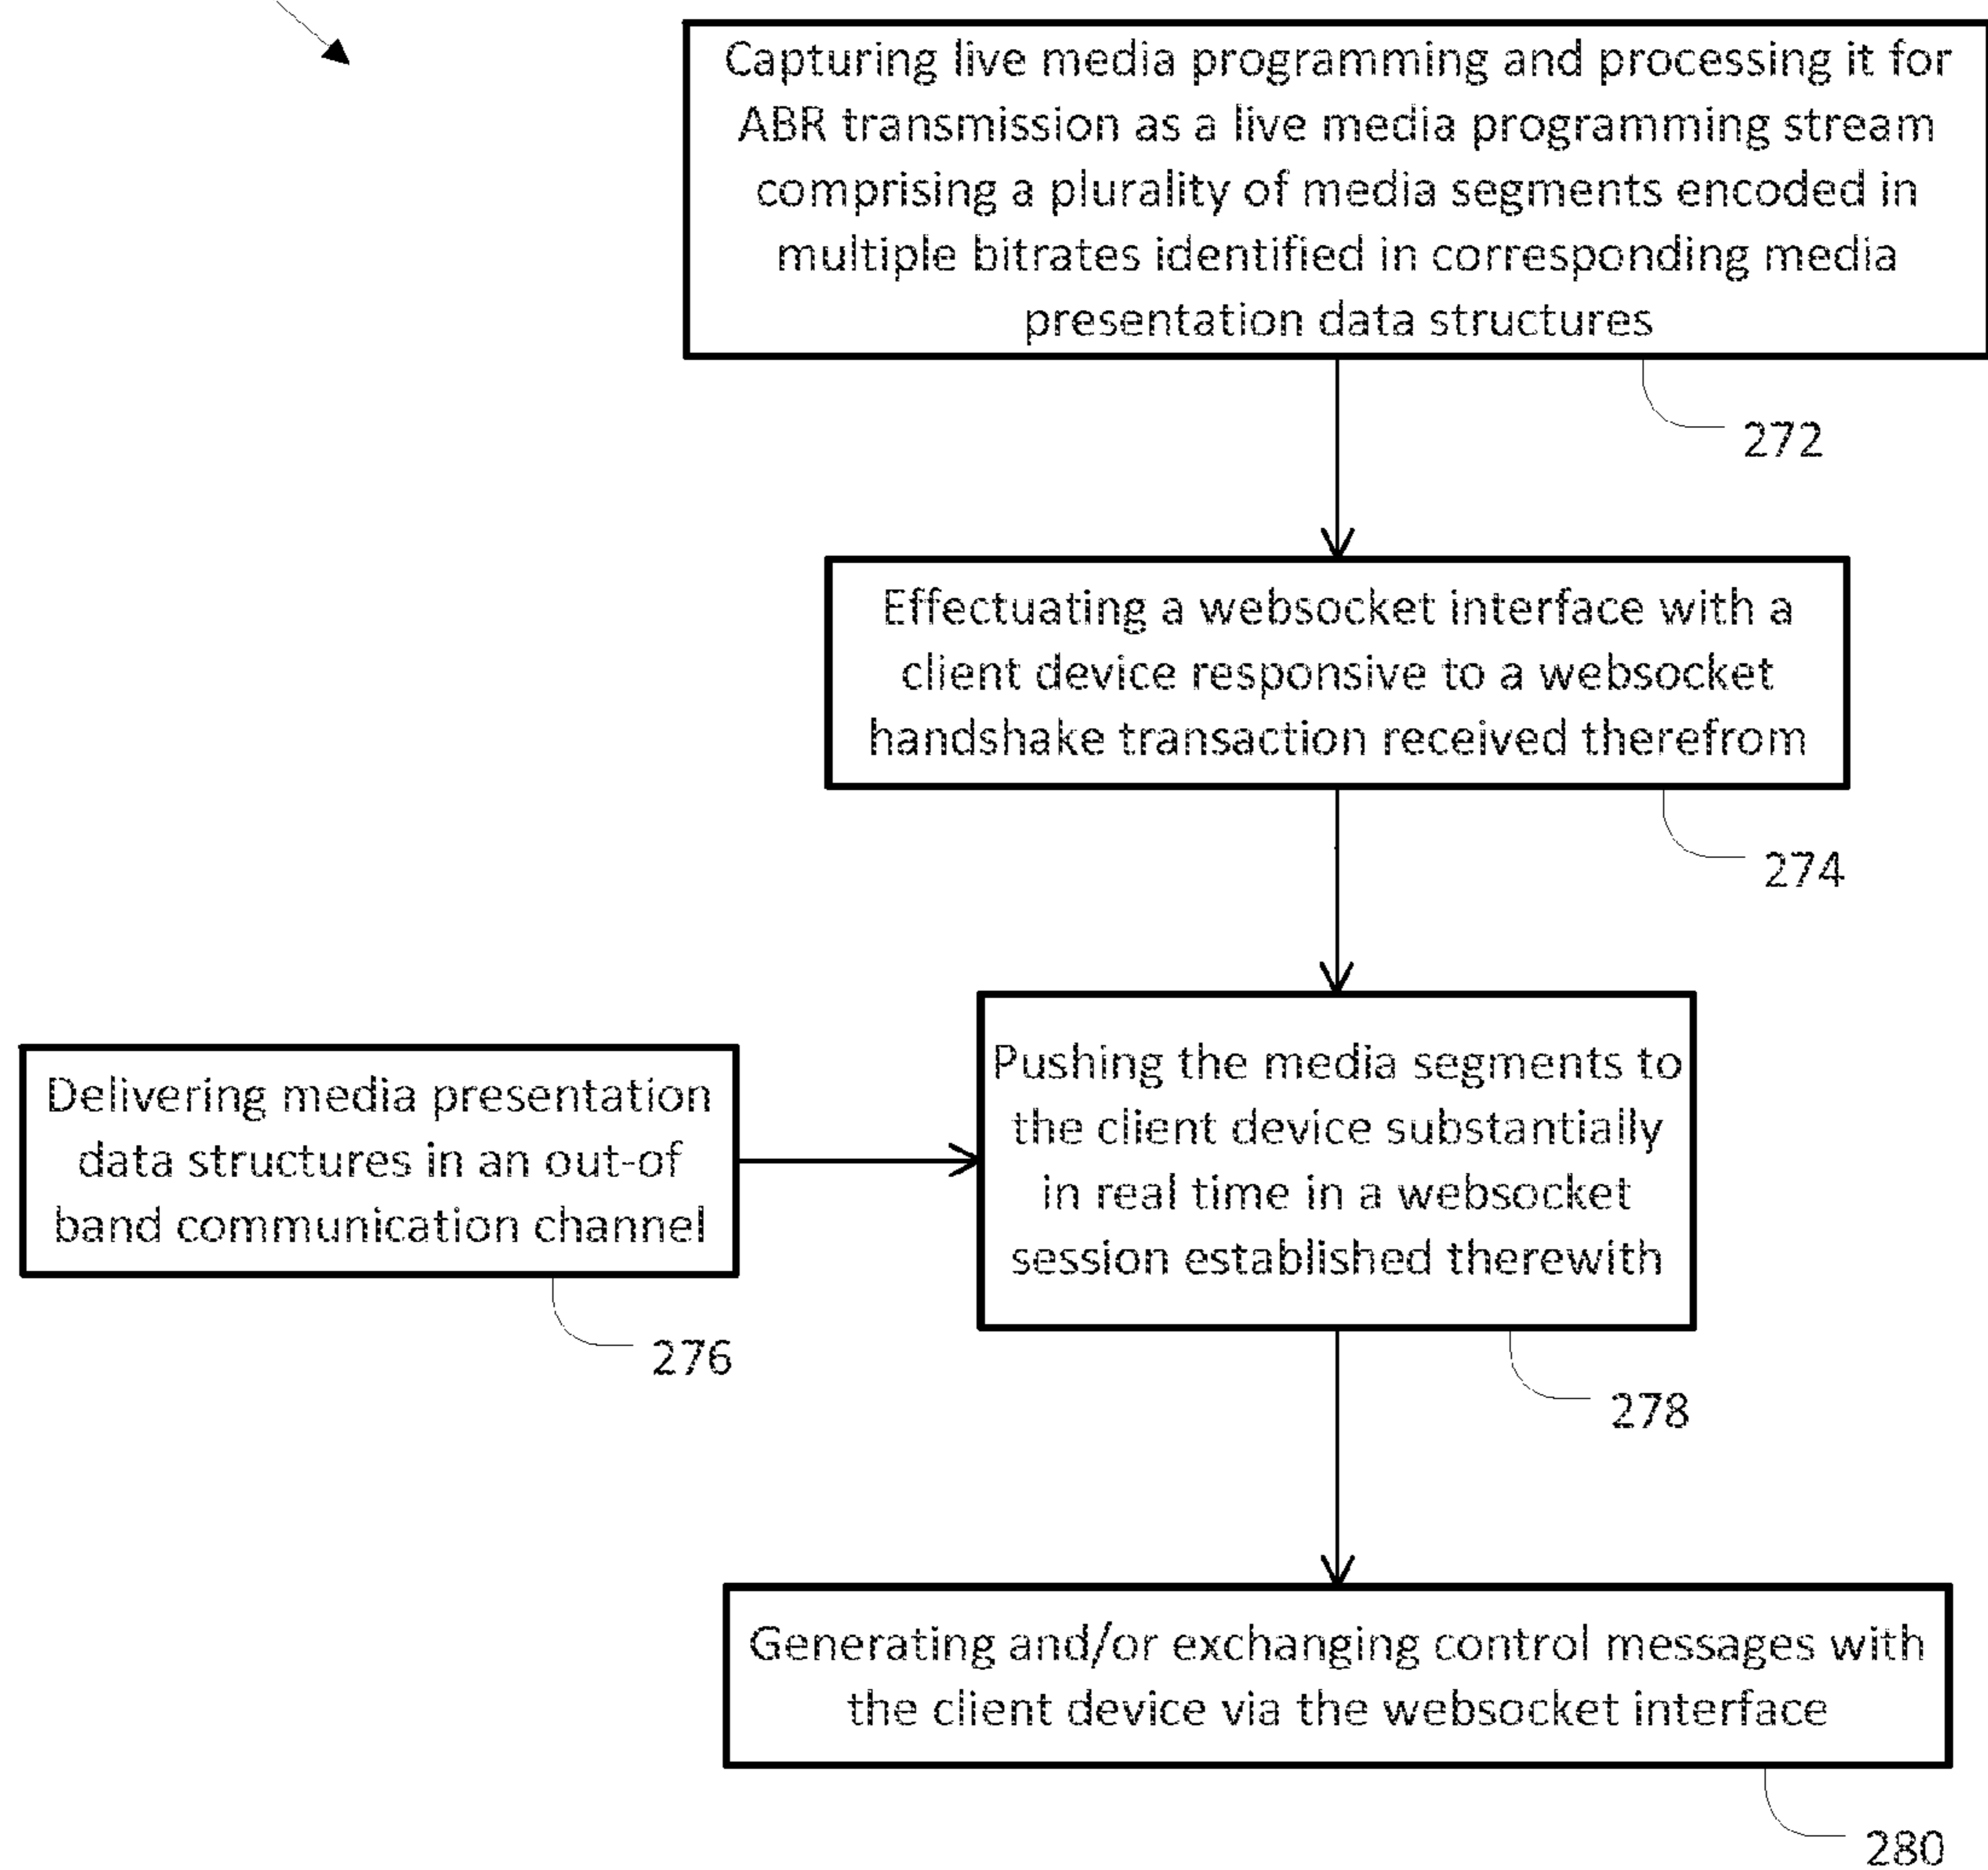 Capturing live media programming and processing it for
ABR transmission as a live media programming stream
comprising a plurality of media segments encoded in
multiple bitrates identified in corresponding media
presentation data structures
272
Effectuating a websocket interface with a
client device responsive to a websocket
handshake transaction received therefrom
274
Delivering media presentation
data structures in an out-of
band communication channel
276
Pushing the media segments to
the client device substantially
in real time in a websocket
session established therewith
278
Generating and/or exchanging control messages with
the client device via the websocket interface
280